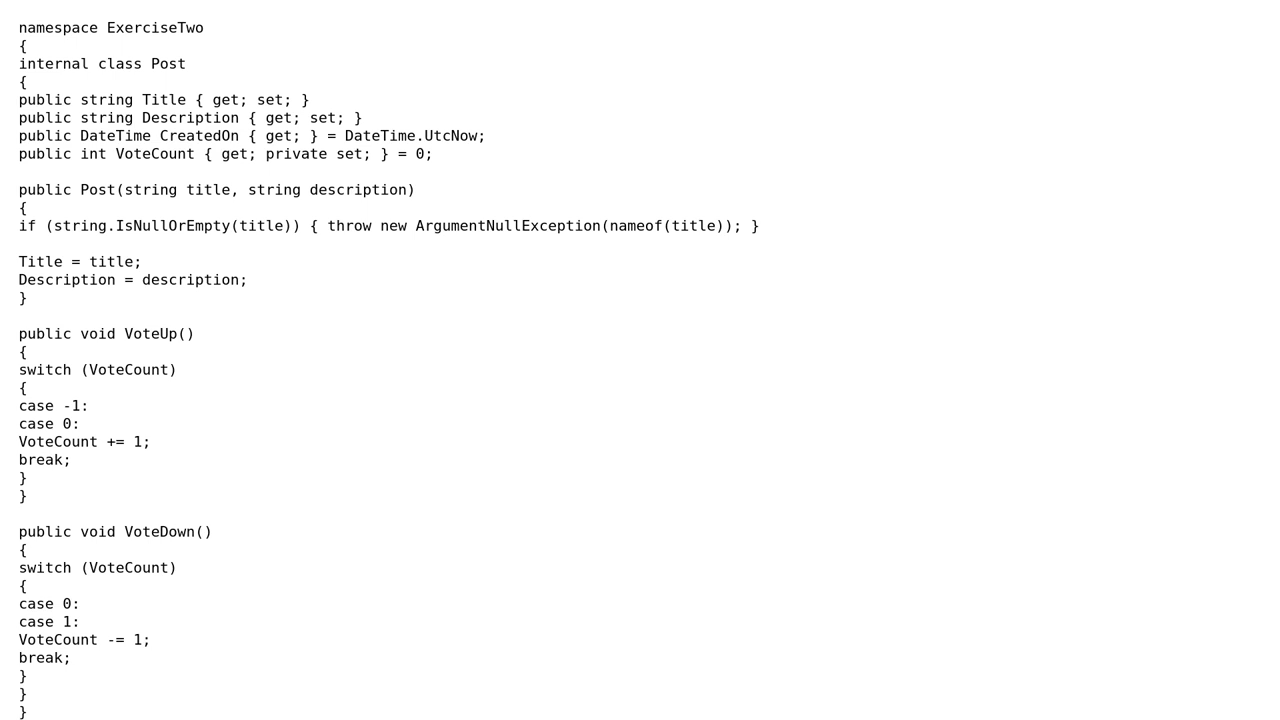 namespace ExerciseTwo
{
internal class Post
{
public string Title { get; set; }
public string Description { get; set; }
public DateTime CreatedOn { get; } = DateTime.UtcNow;
public int VoteCount { get; private set; } = 0;

public Post(string title, string description)
{
if (string.IsNullOrEmpty(title)) { throw new ArgumentNullException(nameof(title)); }

Title = title;
Description = description;
}

public void VoteUp()
{
switch (VoteCount)
{
case -1:
case 0:
VoteCount += 1;
break;
}
}

public void VoteDown()
{
switch (VoteCount)
{
case 0:
case 1:
VoteCount -= 1;
break;
}
}
}